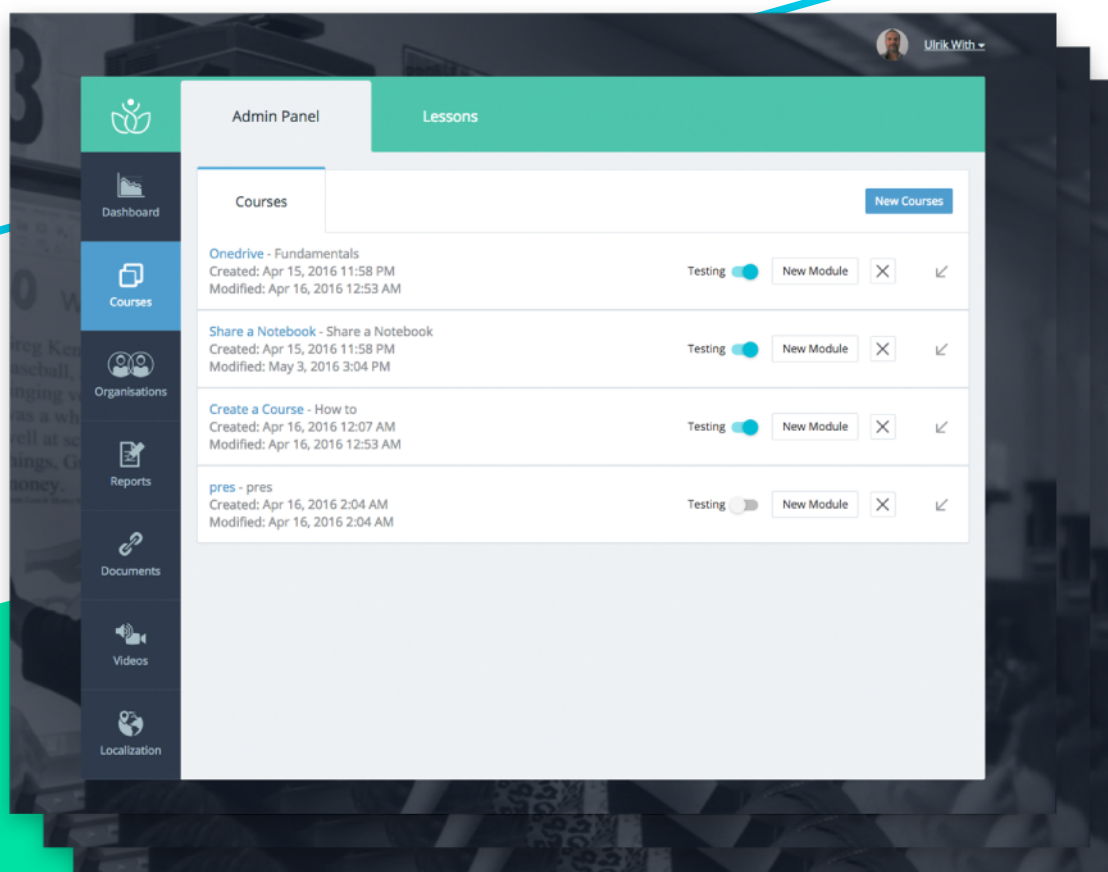 Ulrik With
Admin Panel
Lessons
Dashboard
Courses
Organisations
Reports
Documents
Videos
Localization
Courses
New Courses
Onedrive - Fundamentals
Created: Apr 15, 2016 11:58 PM
Modified: Apr 16, 2016 12:53 AM
Testing
New Module
Share a Notebook - Share a Notebook
Created: Apr 15, 2016 11:58 PM
Modified: May 3, 2016 3:04 PM
Testing
New Module
Create a Course - How to
Created: Apr 16, 2016 12:07 AM
Modified: Apr 16, 2016 12:53 AM
Testing
New Module
pres - pres
Created: Apr 16, 2016 2:04 AM
Modified: Apr 16, 2016 2:04 AM
Testing
New Module